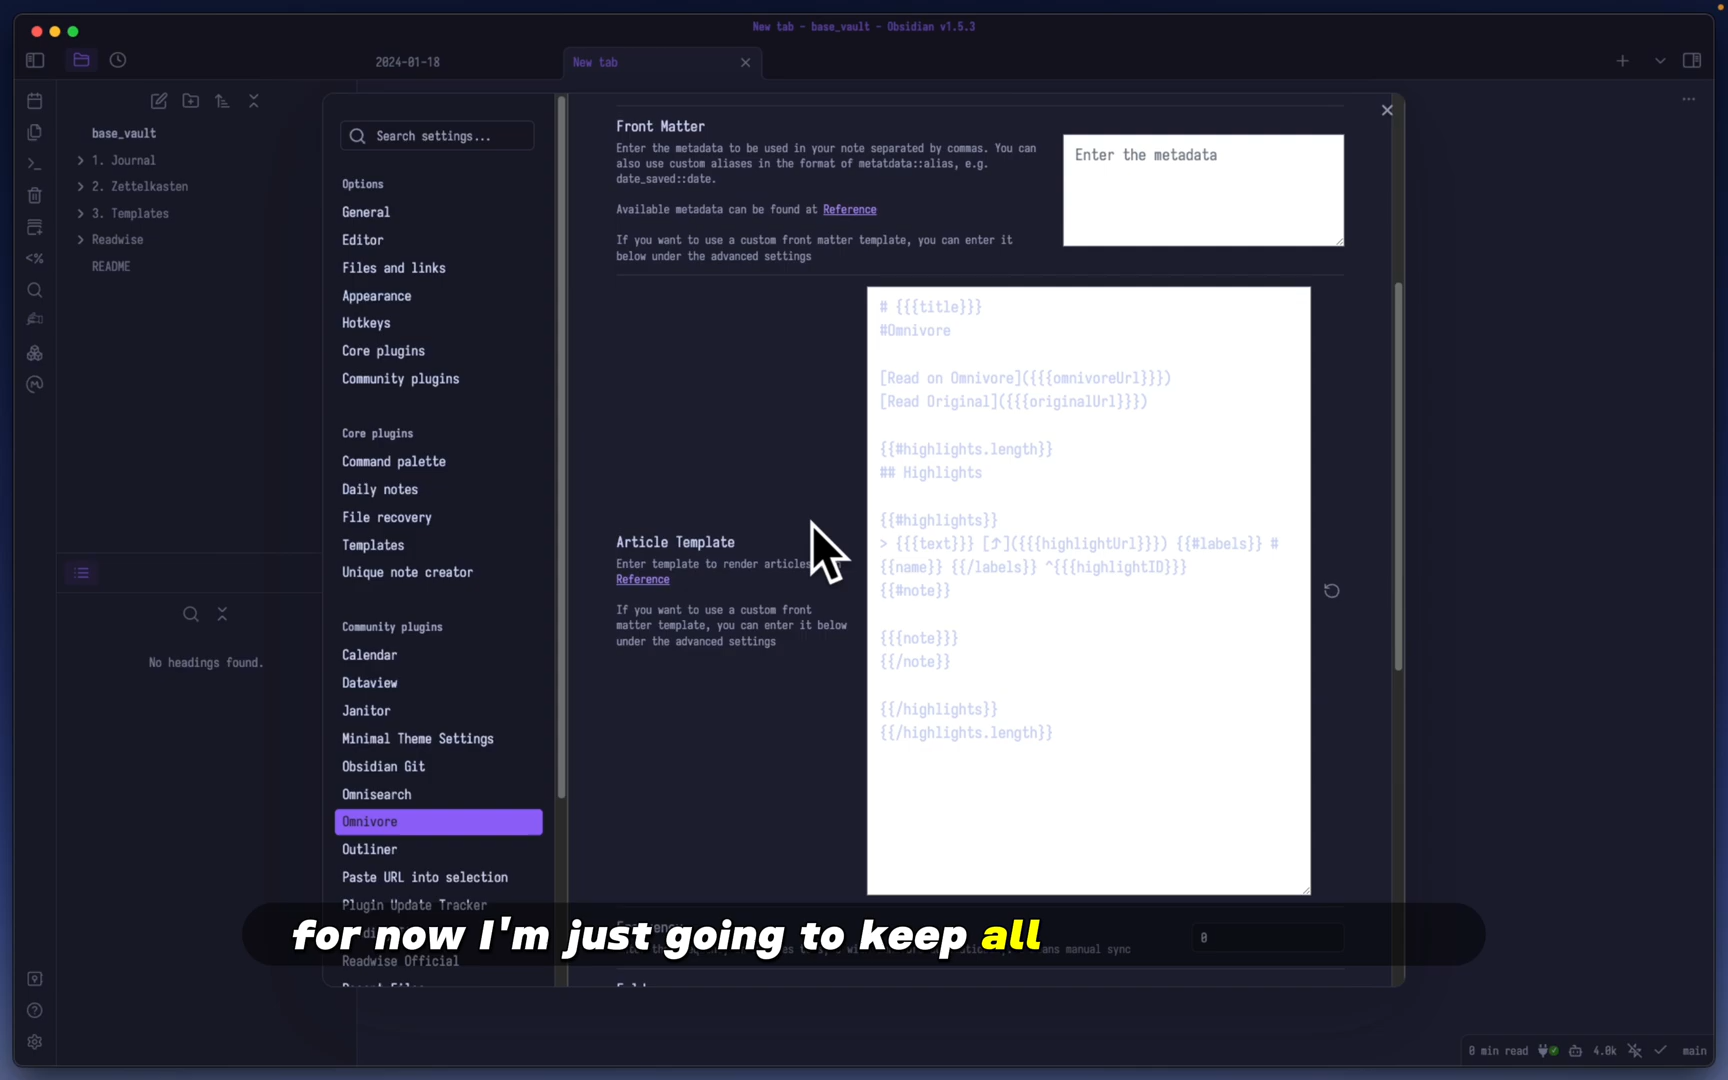 New tab - base_vault - Obsidian v1.5.3
2024-01-18
New tab
base_vault
1. Journal
2. Zettelkasten
3. Templates
Readwise
README
No headings found.
Search settings...
Options
General
Editor
Files and links
Appearance
Hotkeys
Core plugins
Community plugins
Core plugins
Command palette
Daily notes
File recovery
Templates
Unique note creator
Community plugins
Calendar
Dataview
Janitor
Minimal Theme Settings
Obsidian Git
Omnisearch
Omnivore
Outliner
Paste URL into selection
Plugin Update Tracker
Readwise Official
Front Matter
Enter the metadata to be used in your note separated by commas. You can
also use custom aliases in the format of metatdata::alias, e.g.
date_saved::date.
Available metadata can be found at Reference
If you want to use a custom front matter template, you can enter it
below under the advanced settings
Enter the metadata
Article Template
Enter template to render articles
Reference
If you want to use a custom front
matter template, you can enter it below
under the advanced settings
# {{{title}}}
#Omnivore
[Read on Omnivore]({{{omnivoreUrl}}})
[Read Original]({{{originalUrl}}})
{{#highlights.length}}
## Highlights
{{#highlights}}
> {{{text}}} [⤴]({{{highlightUrl}}}) {{#labels}} #
{{name}} {{/labels}} ^{{{highlightID}}}
{{#note}}
{{{note}}}
{{/note}}
{{/highlights}}
{{/highlights.length}}
0
manual sync
for now I'm just going to keep all
0 min read
4.0k
main